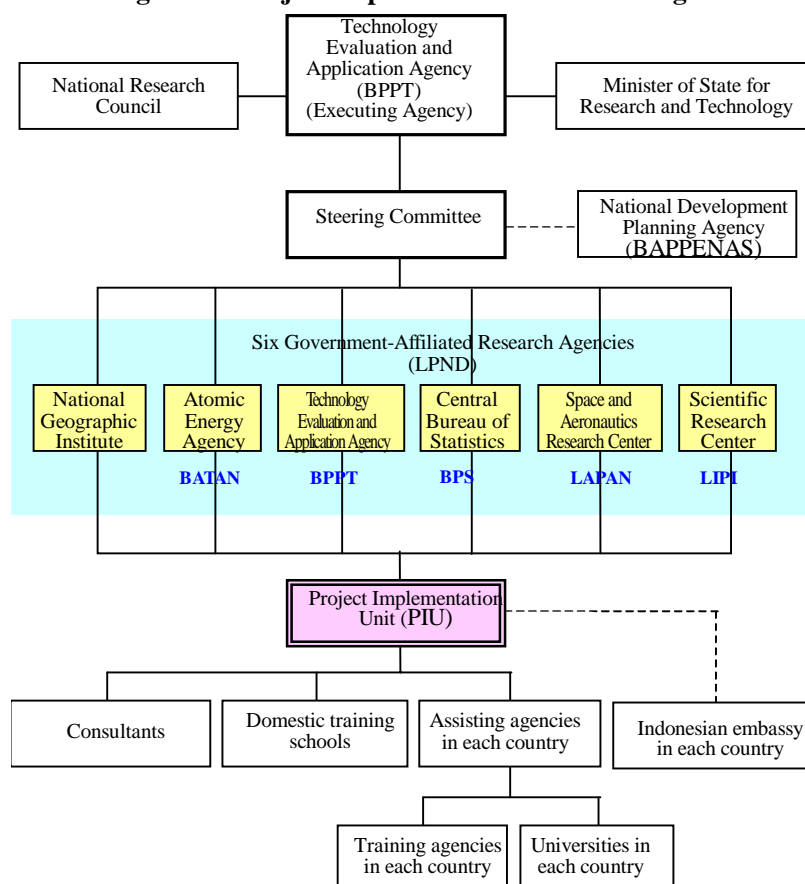 Technology
Evaluation and
Application Agency
(BPPT)
(Executing Agency)
National Research
Council
Minister of State for
Research and Technology
Steering Committee
National Development
Planning Agency
(BAPPENAS)
Six Government-Affiliated Research Agencies
(LPND)
National
Geographic
Institute
Atomic
Energy
Agency
Technology
Evaluation and
Application Agency
Central
Bureau of
Statistics
Space and
Aeronautics
Research Center
Scientific
Research
Center
BATAN
BPPT
BPS
LAPAN
LIPI
Project Implementation
Unit (PIU)
Consultants
Domestic training
schools
Assisting agencies
in each country
Indonesian embassy
in each country
Training agencies
in each country
Universities in
each country